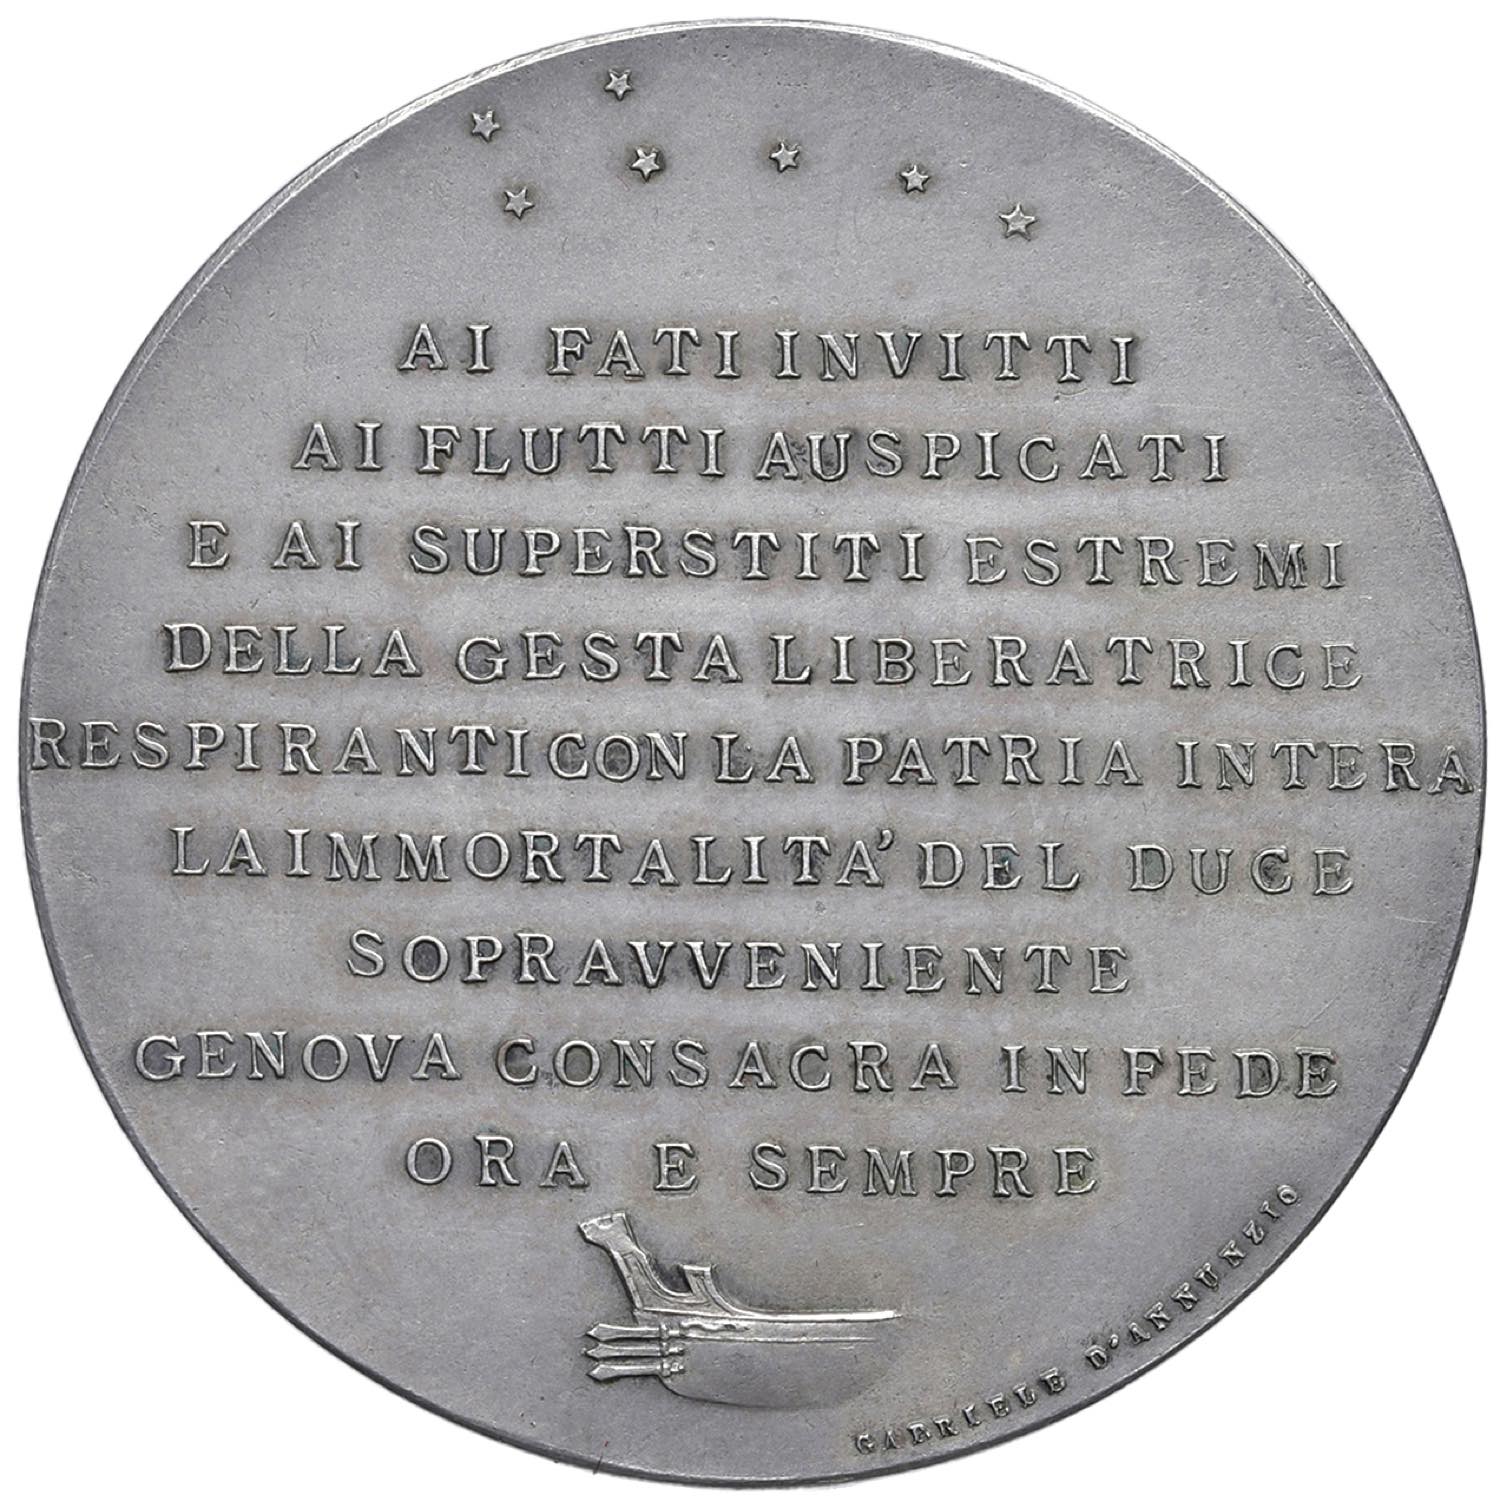 AI FATI INVITTI
AI FLUTTI AUSPICATI
E AI SUPERSTITI ESTREMI
DELLA GESTA LIBERATRICE
RESPIRANTI CON LA PATRIA INTERA
LA IMMORTALITA' DEL DUCE
SOPRAVVENIENTE
GENOVA CONSACRA IN FEDE
ORA E SEMPRE
GABRIELE D'ANNUNZIO